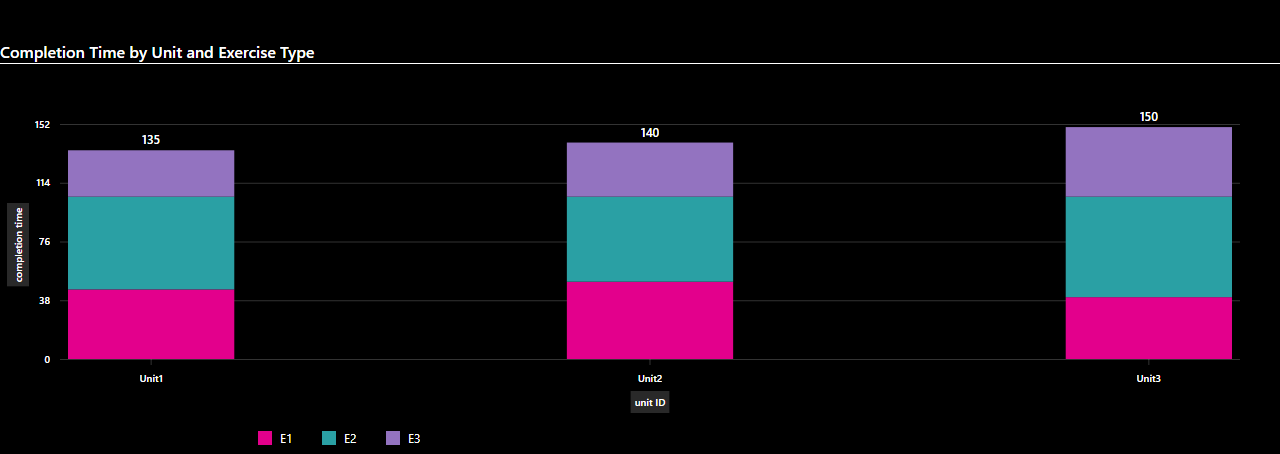 Completion Time by Unit and Exercise Type
152
114
76
38
0
completion time
135
140
150
Unit1
Unit2
Unit3
unit ID
E1
E2
E3